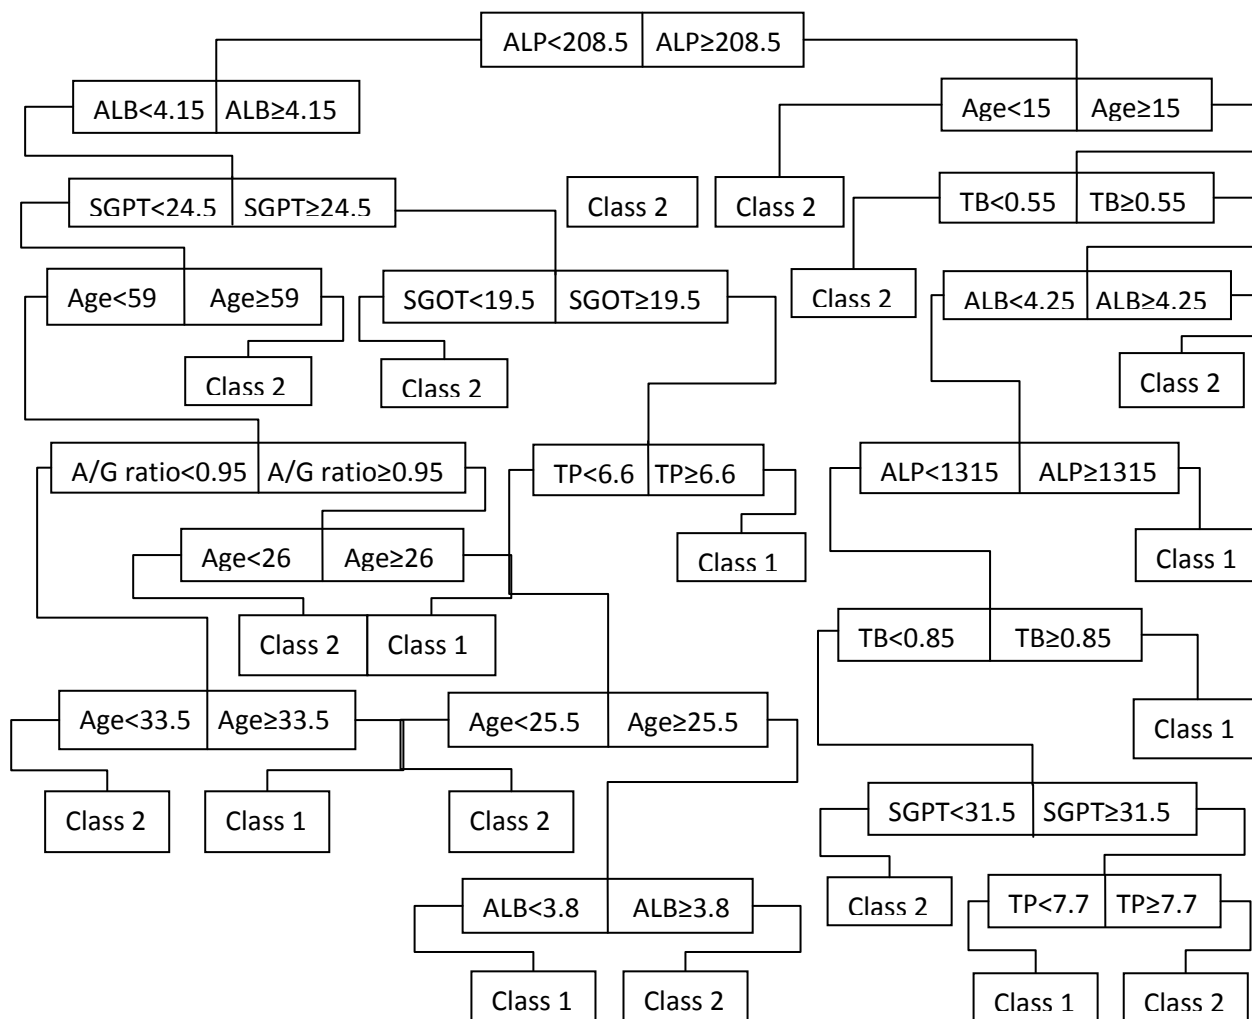 ALP<208.5 ALP≥208.5
ALB<4.15 ALB≥4.15
Age<15 Age≥15
SGPT<24.5 SGPT≥24.5
Class 2
Class 2
TB<0.55 TB≥0.55
Age<59 Age≥59
SGOT<19.5 SGOT≥19.5
Class 2
ALB<4.25 ALB≥4.25
Class 2
Class 2
Class 2
A/G ratio<0.95 A/G ratio≥0.95
TP<6.6 TP≥6.6
ALP<1315 ALP≥1315
Age<26 Age≥26
Class 1
Class 1
Class 2 Class 1
TB<0.85 TB≥0.85
Age<33.5 Age≥33.5
Age<25.5 Age≥25.5
Class 1
Class 2
Class 1
Class 2
SGPT<31.5 SGPT≥31.5
ALB<3.8 ALB≥3.8
Class 2
TP<7.7 TP≥7.7
Class 1
Class 2
Class 1
Class 2